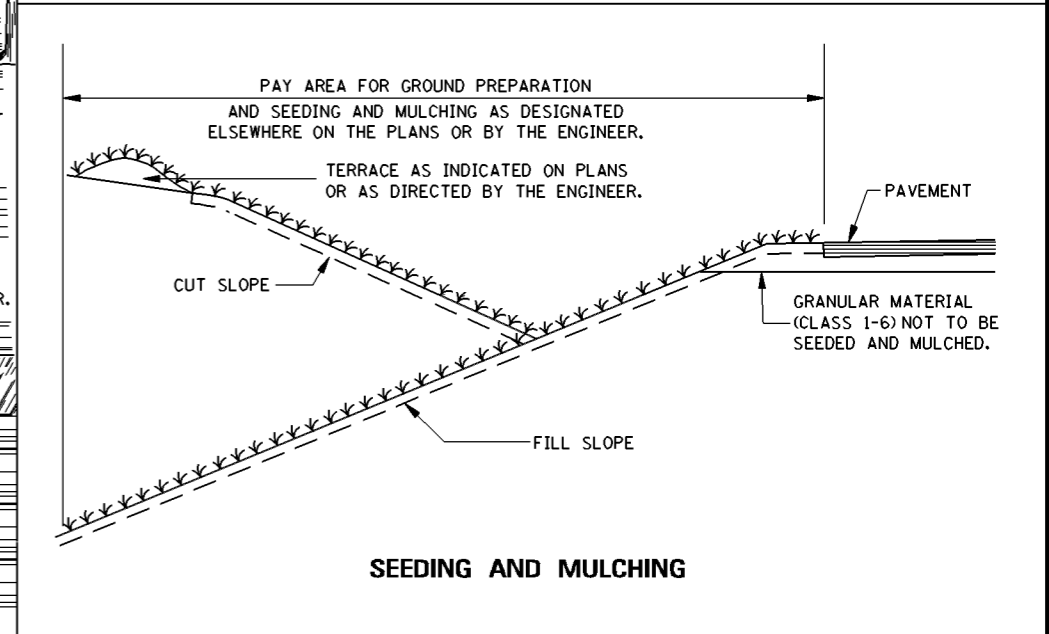 PAY AREA FOR GROUND PREPARATION
AND SEEDING AND MULCHING AS DESIGNATED
ELSEWHERE ON THE PLANS OR BY THE ENGINEER.
TERRACE AS INDICATED ON PLANS
OR AS DIRECTED BY THE ENGINEER.
PAVEMENT
CUT SLOPE
R.
GRANULAR MATERIAL
(CLASS 1-6) NOT TO BE
SEEDED AND MULCHED.
FILL SLOPE
SEEDING AND MULCHING